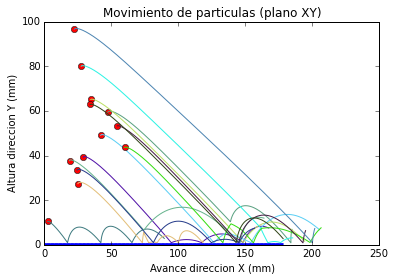 Movimiento de particulas (plano XY)
100
80
60
40
20
0
Altura direccion Y (mm)
0 50 100 150 200 250
Avance direccion X (mm)